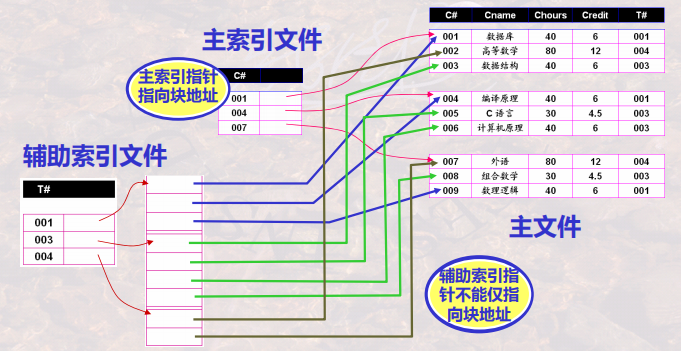 主索引文件
主索引指针
指向块地址
C#
001
004
007
辅助索引文件
T#
001
003
004
C# Cname Chours Credit T#
001 数据库 40 6 001
002 高等数学 80 12 004
003 数据结构 40 6 003
004 编译原理 40 6 001
005 C 语言 30 4.5 003
006 计算机原理 40 6 003
007 外语 80 12 004
008 组合数学 30 4.5 003
009 数理逻辑 40 6 001
主文件
辅助索引指
针不能仅指
向块地址